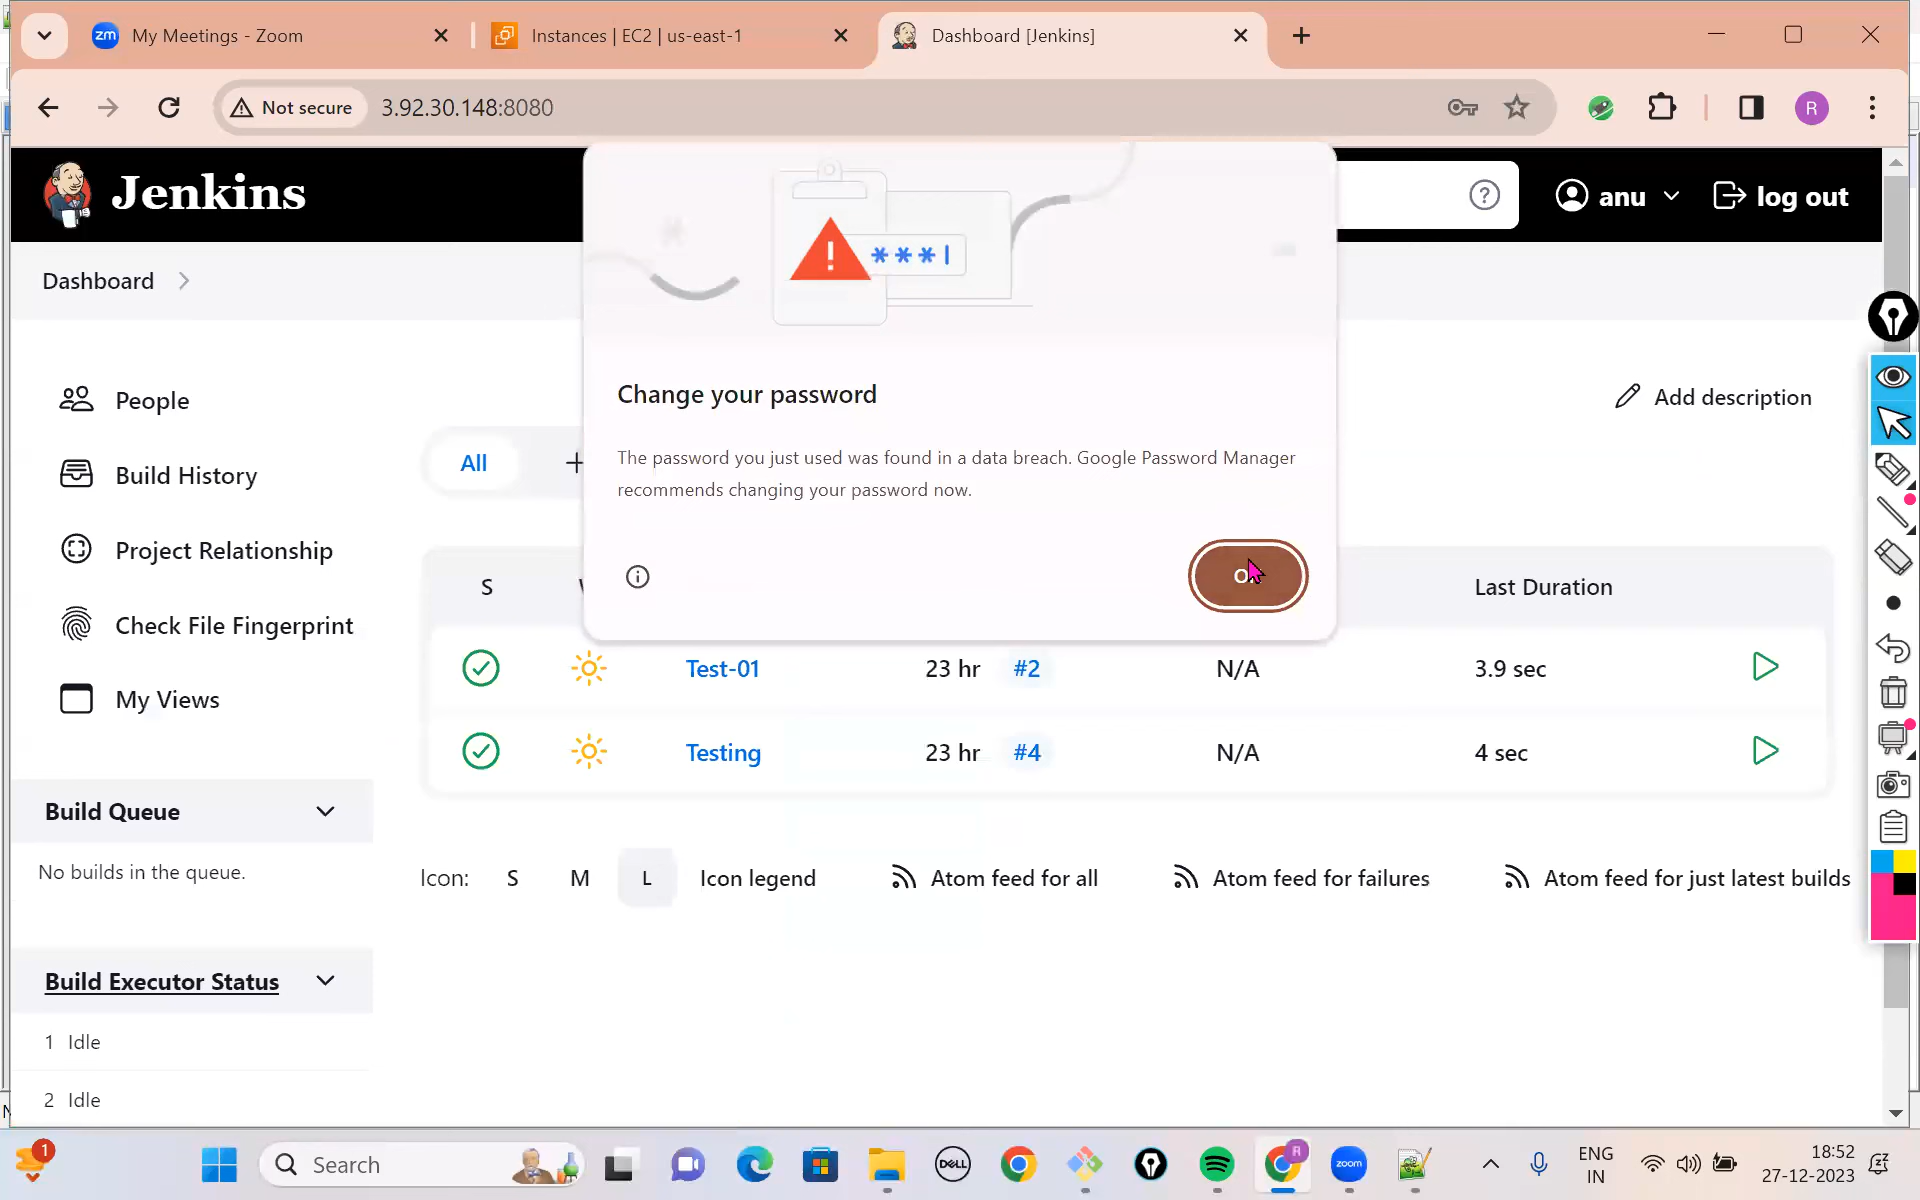 My Meetings - Zoom
Instances | EC2 | us-east-1
Dashboard [Jenkins]
Not secure
3.92.30.148:8080
R
Jenkins
anu
log out
Dashboard
***|
Change your password
The password you just used was found in a data breach. Google Password Manager
recommends changing your password now.
People
Build History
Project Relationship
Check File Fingerprint
My Views
Add description
All
+
S
Last Duration
Test-01
23 hr
#2
N/A
3.9 sec
Testing
23 hr
#4
N/A
4 sec
Build Queue
No builds in the queue.
Icon:
S
M
L
Icon legend
Atom feed for all
Atom feed for failures
Atom feed for just latest builds
Build Executor Status
1 Idle
2 Idle
1
Search
DELL
R
zoom
ENG
IN
18:52
27-12-2023